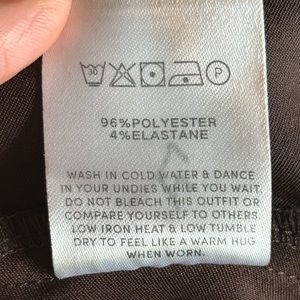 30 P
96%POLYESTER
4%ELASTANE
WASH IN COLD WATER & DANCE
IN YOUR UNDIES WHILE YOU WAIT.
DO NOT BLEACH THIS OUTFIT OR
COMPARE YOURSELF TO OTHERS.
LOW IRON HEAT & LOW TUMBLE
DRY TO FEEL LIKE A WARM HUG
WHEN WORN.